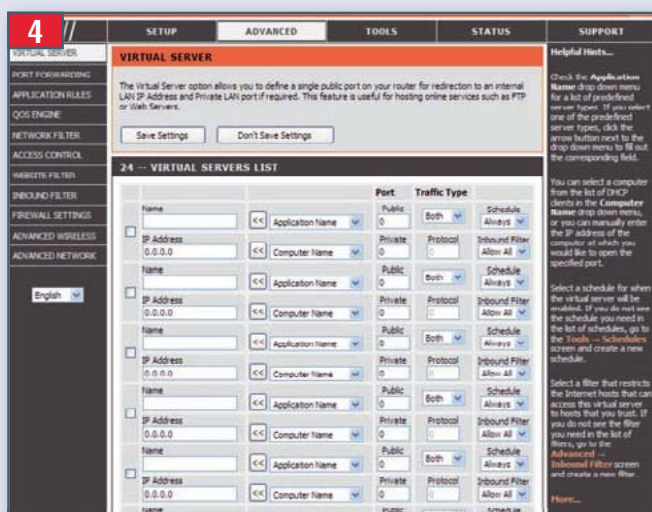 4
SETUP ADVANCED TOOLS STATUS SUPPORT
VIRTUAL SERVER
PORT FORWARDING
APPLICATION RULES
QOS ENGINE
NETWORK FILTER
ACCESS CONTROL
WEBSITE FILTER
INBOUND FILTER
FIREWALL SETTINGS
ADVANCED WIRELESS
ADVANCED NETWORK
English
VIRTUAL SERVER
The Virtual Server option allows you to define a single public port on your router for redirection to an internal
LAN IP Address and Private LAN port if required. This feature is useful for hosting online services such as FTP
or Web Servers.
Save Settings Don't Save Settings
24 -- VIRTUAL SERVERS LIST
Port Traffic Type
Name Public Schedule
<< Application Name 0 Both Always
IP Address Private Protocol Inbound Filter
0.0.0.0 << Computer Name 0 0 Allow All
Name Public Schedule
<< Application Name 0 Both Always
IP Address Private Protocol Inbound Filter
0.0.0.0 << Computer Name 0 0 Allow All
Name Public Schedule
<< Application Name 0 Both Always
IP Address Private Protocol Inbound Filter
0.0.0.0 << Computer Name 0 0 Allow All
Name Public Schedule
<< Application Name 0 Both Always
IP Address Private Protocol Inbound Filter
0.0.0.0 << Computer Name 0 0 Allow All
Name Public Schedule
<< Application Name 0 Both Always
IP Address Private Protocol Inbound Filter
0.0.0.0 << Computer Name 0 0 Allow All
Name Public Schedule
Helpful Hints...
Check the Application
Name drop down menu
for a list of predefined
server types. If you select
one of the predefined
server types, click the
arrow button next to the
drop down menu to fill out
the corresponding field.
You can select a computer
from the list of DHCP
clients in the Computer
Name drop down menu,
or you can manually enter
the IP address of the
computer at which you
would like to open the
specified port.
Select a schedule for when
the virtual server will be
enabled. If you do not see
the schedule you need in
the list of schedules, go to
the Tools → Schedules
screen and create a new
schedule.
Select a filter that restricts
the Internet hosts that can
access this virtual server
to hosts that you trust. If
you do not see the filter
you need in the list of
filters, go to the
Advanced →
Inbound Filter screen
and create a new filter.
More...